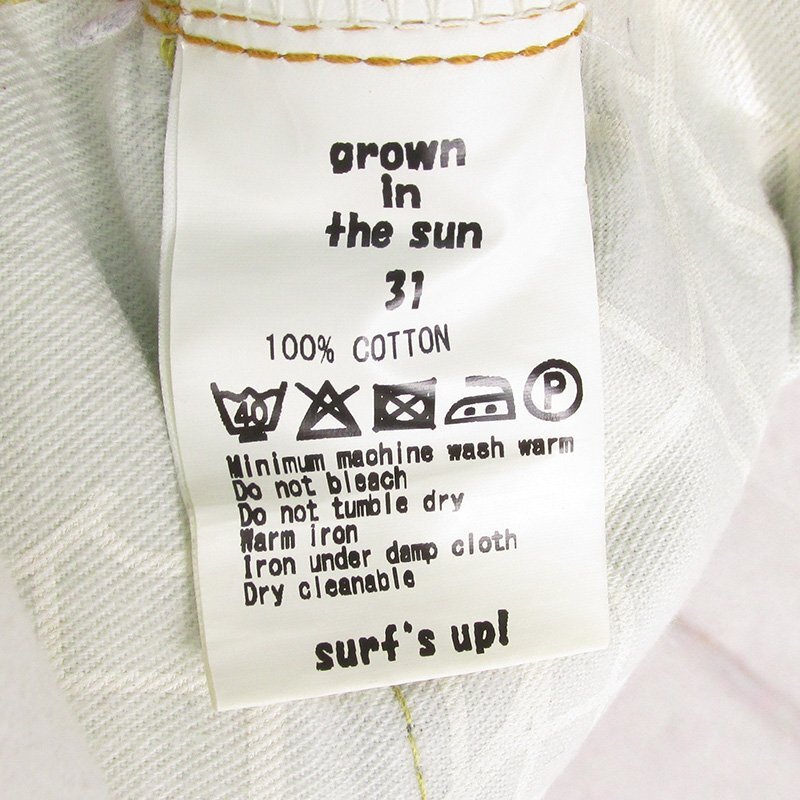 grown
in
the sun
31
100% COTTON
40 P
Minimum machine wash warm
Do not bleach
Do not tumble dry
Warm iron
Iron under damp cloth
Dry cleanable
surf's up!